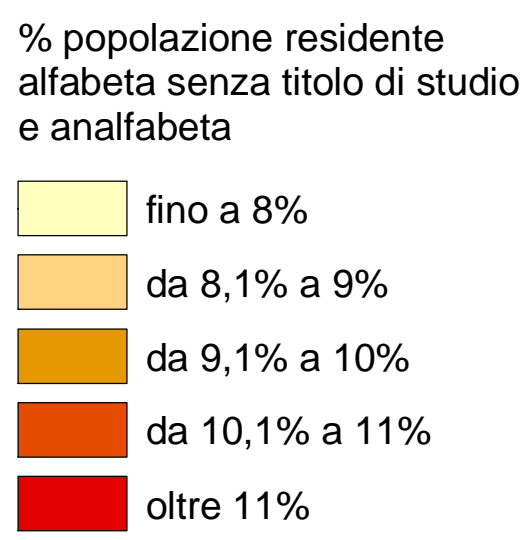 % popolazione residente
alfabeta senza titolo di studio
e analfabeta
fino a 8%
da 8,1% a 9%
da 9,1% a 10%
da 10,1% a 11%
oltre 11%